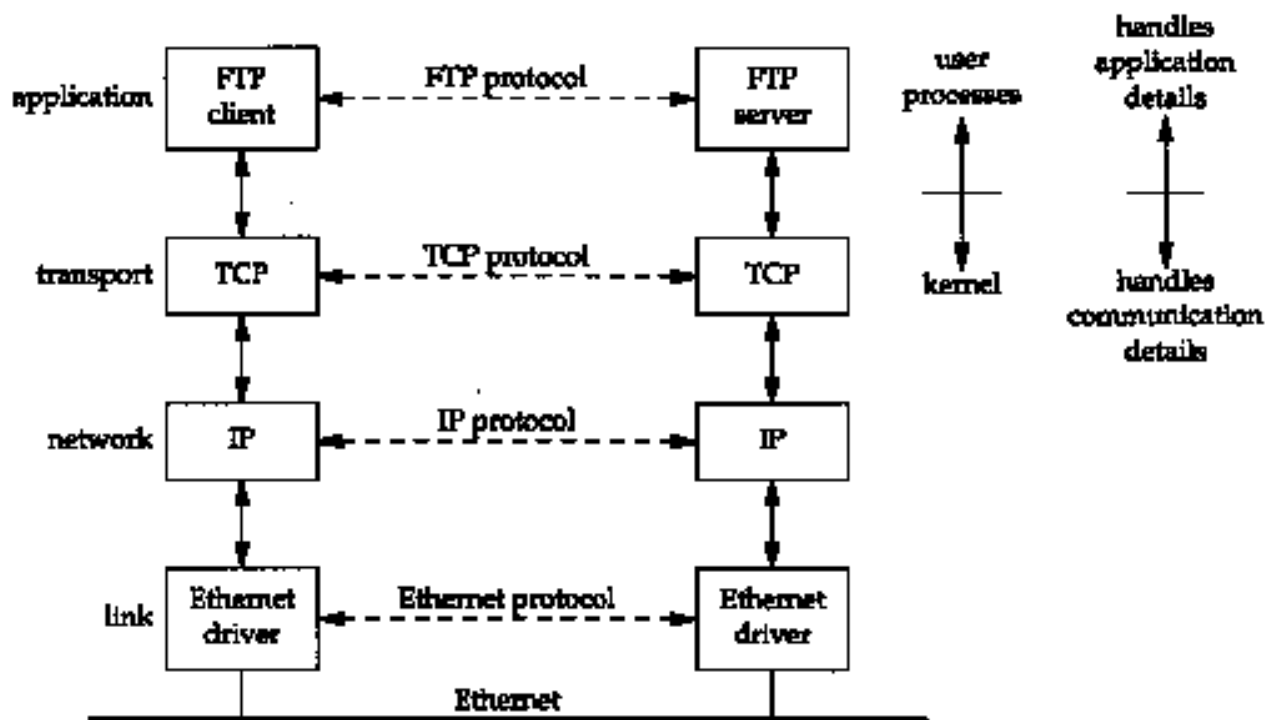 handles
application
details
user
processes
application
FTP
client
FTP protocol
FTP
server
transport
TCP
TCP protocol
TCP
kernel
handles
communication
details
network
IP
IP protocol
IP
link
Ethernet
driver
Ethernet protocol
Ethernet
driver
Ethernet